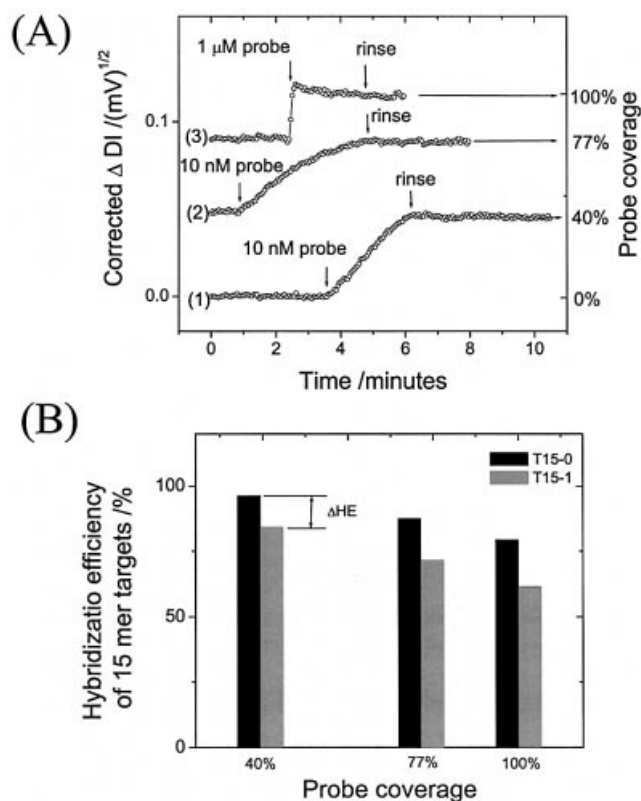 (A)
1 μM probe
rinse
100%
(3)
rinse
0.1
77%
10 nM probe
(2)
rinse
40%
10 nM probe
0.0
(1)
0%
Corrected Δ DI /(mV)1/2
Probe coverage
0 2 4 6 8 10
Time /minutes
(B)
T15-0
T15-1
100
ΔHE
50
0
Hybridizatio efficiency
of 15 mer targets /%
40% 77% 100%
Probe coverage